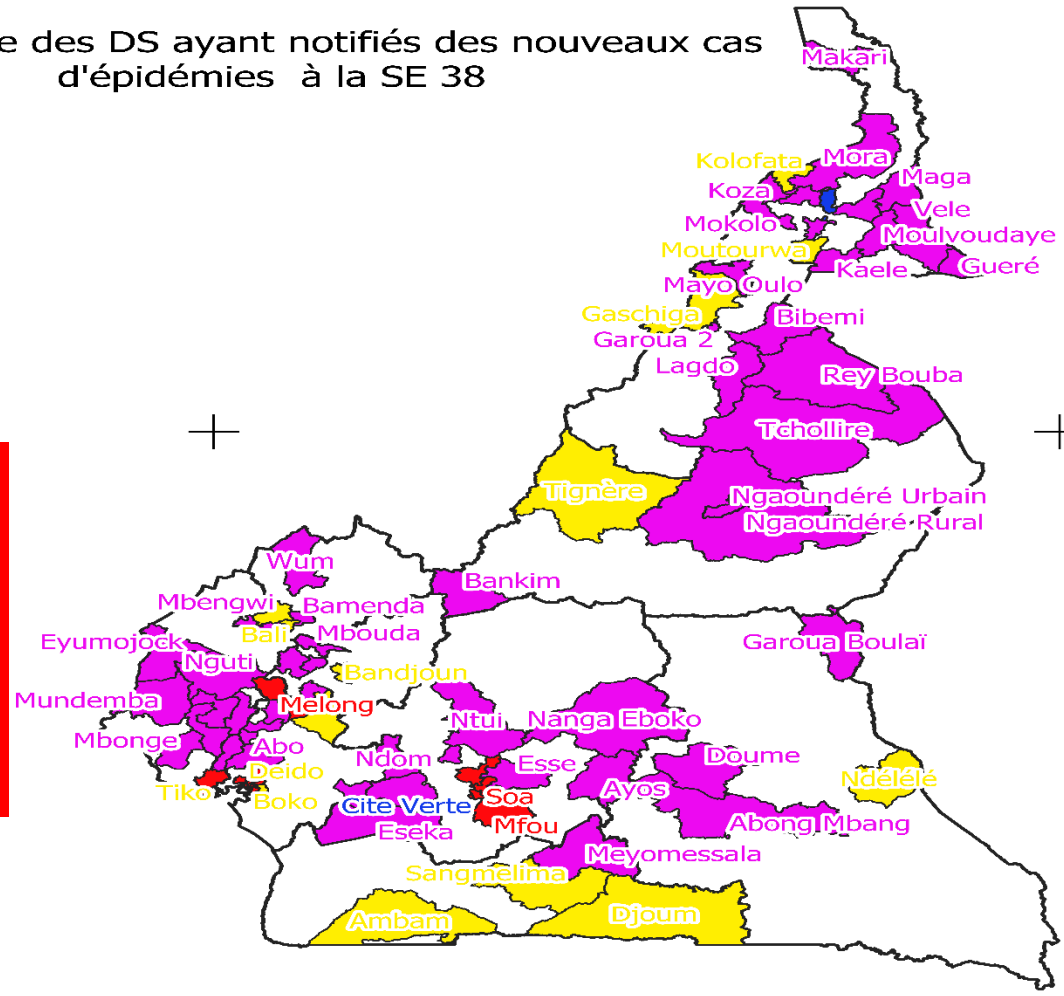 e des DS ayant notifiés des nouveaux cas
d'épidémies à la SE 38
Makari
Kolofata
Mora
Koza
Maga
Vele
Mokolo
Moulvoudaye
Moutourwa
Kaele
Gueré
Mayo Oulo
Gaschiga
Bibemi
Garoua 2
Lagdo
Rey Bouba
Tchollire
Tignère
Ngaoundéré Urbain
Ngaoundéré Rural
Wum
Bankim
Mbengwi
Bamenda
Bali
Mbouda
Eyumojock
Garoua Boulaï
Nguti
Bandjoun
Mundemba
Melong
Ntui
Nanga Eboko
Mbonge
Abo
Ndom
Esse
Doume
Deido
Ndélélé
Tiko
Boko
Cite Verte
Soa
Ayos
Eseka
Mfou
Abong Mbang
Meyomessala
Sangmelima
Ambam
Djoum